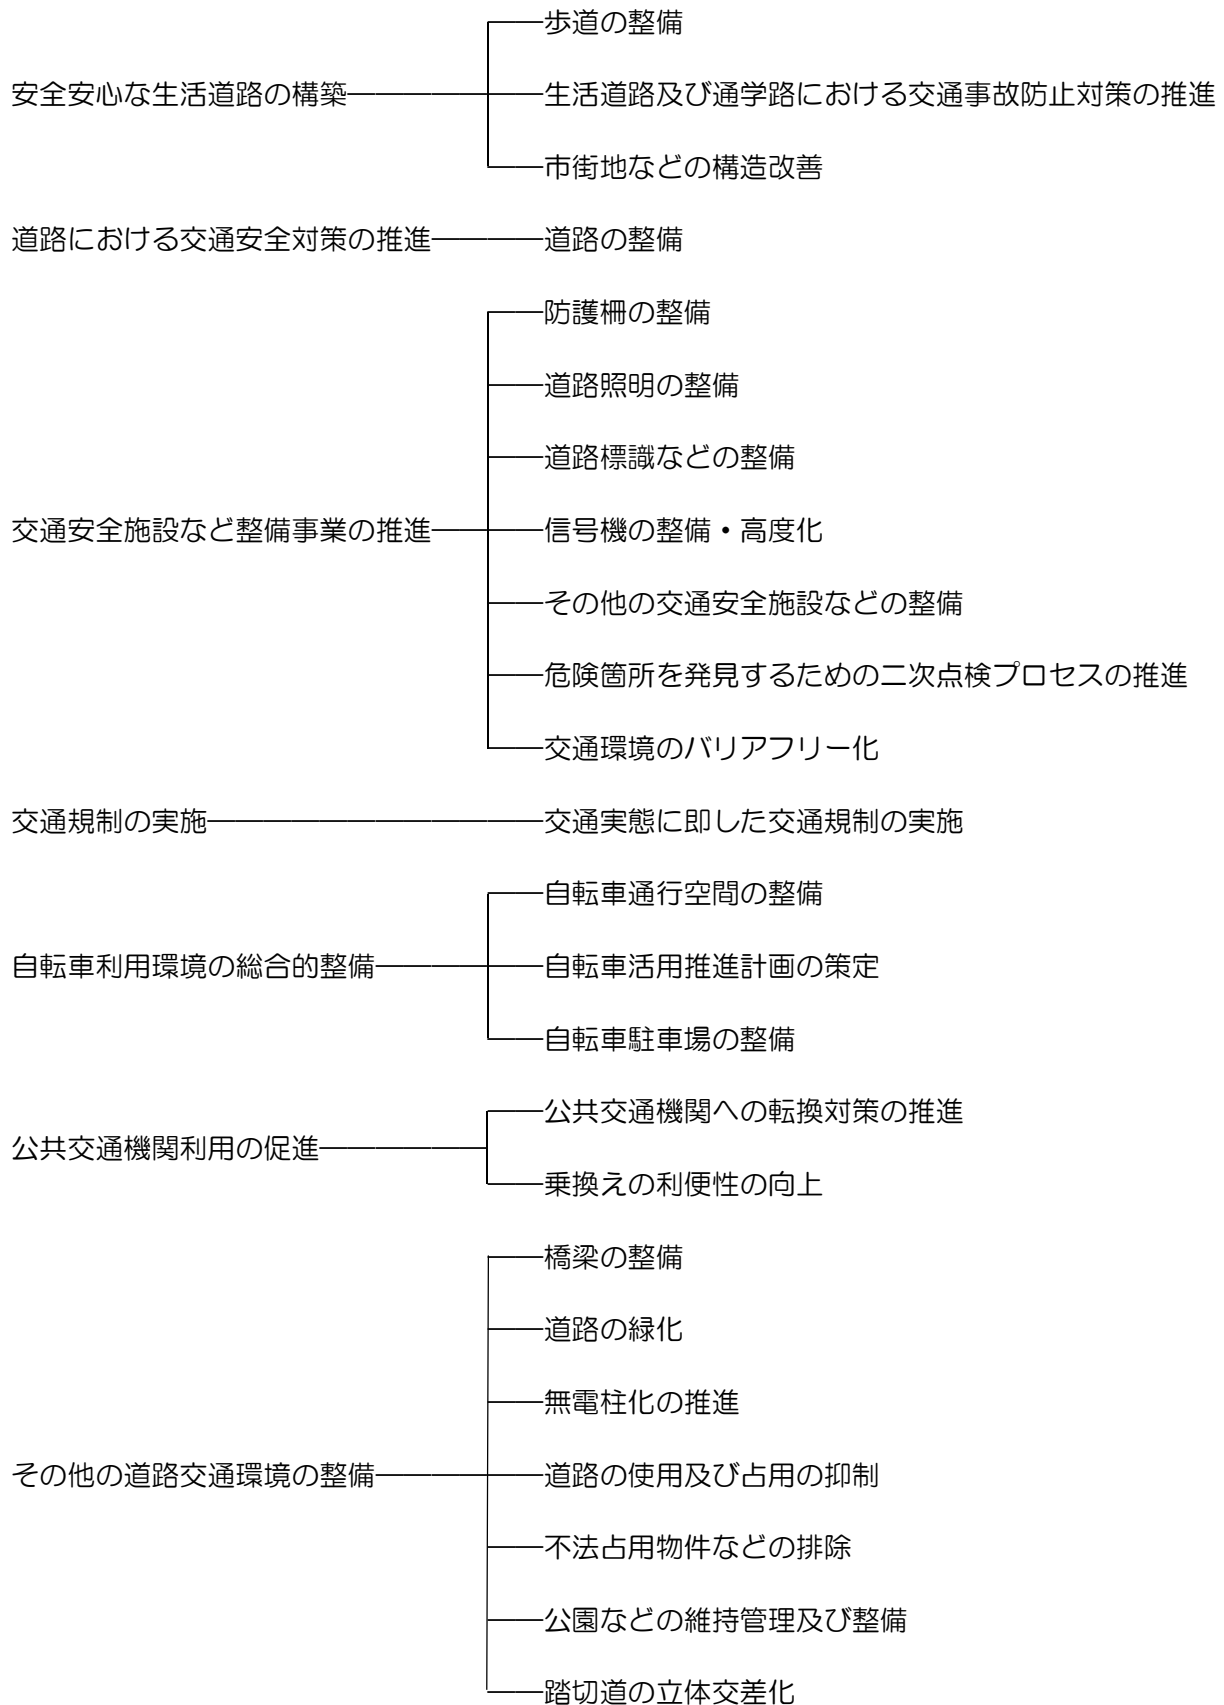 歩道の整備
安全安心な生活道路の構築
生活道路及び通学路における交通事故防止対策の推進
市街地などの構造改善
道路における交通安全対策の推進
道路の整備
防護柵の整備
道路照明の整備
道路標識などの整備
交通安全施設など整備事業の推進
信号機の整備・高度化
その他の交通安全施設などの整備
危険箇所を発見するための二次点検プロセスの推進
交通環境のバリアフリー化
交通規制の実施
交通実態に即した交通規制の実施
自転車通行空間の整備
自転車利用環境の総合的整備
自転車活用推進計画の策定
自転車駐車場の整備
公共交通機関への転換対策の推進
公共交通機関利用の促進
乗換えの利便性の向上
橋梁の整備
道路の緑化
無電柱化の推進
その他の道路交通環境の整備
道路の使用及び占用の抑制
不法占用物件などの排除
公園などの維持管理及び整備
踏切道の立体交差化